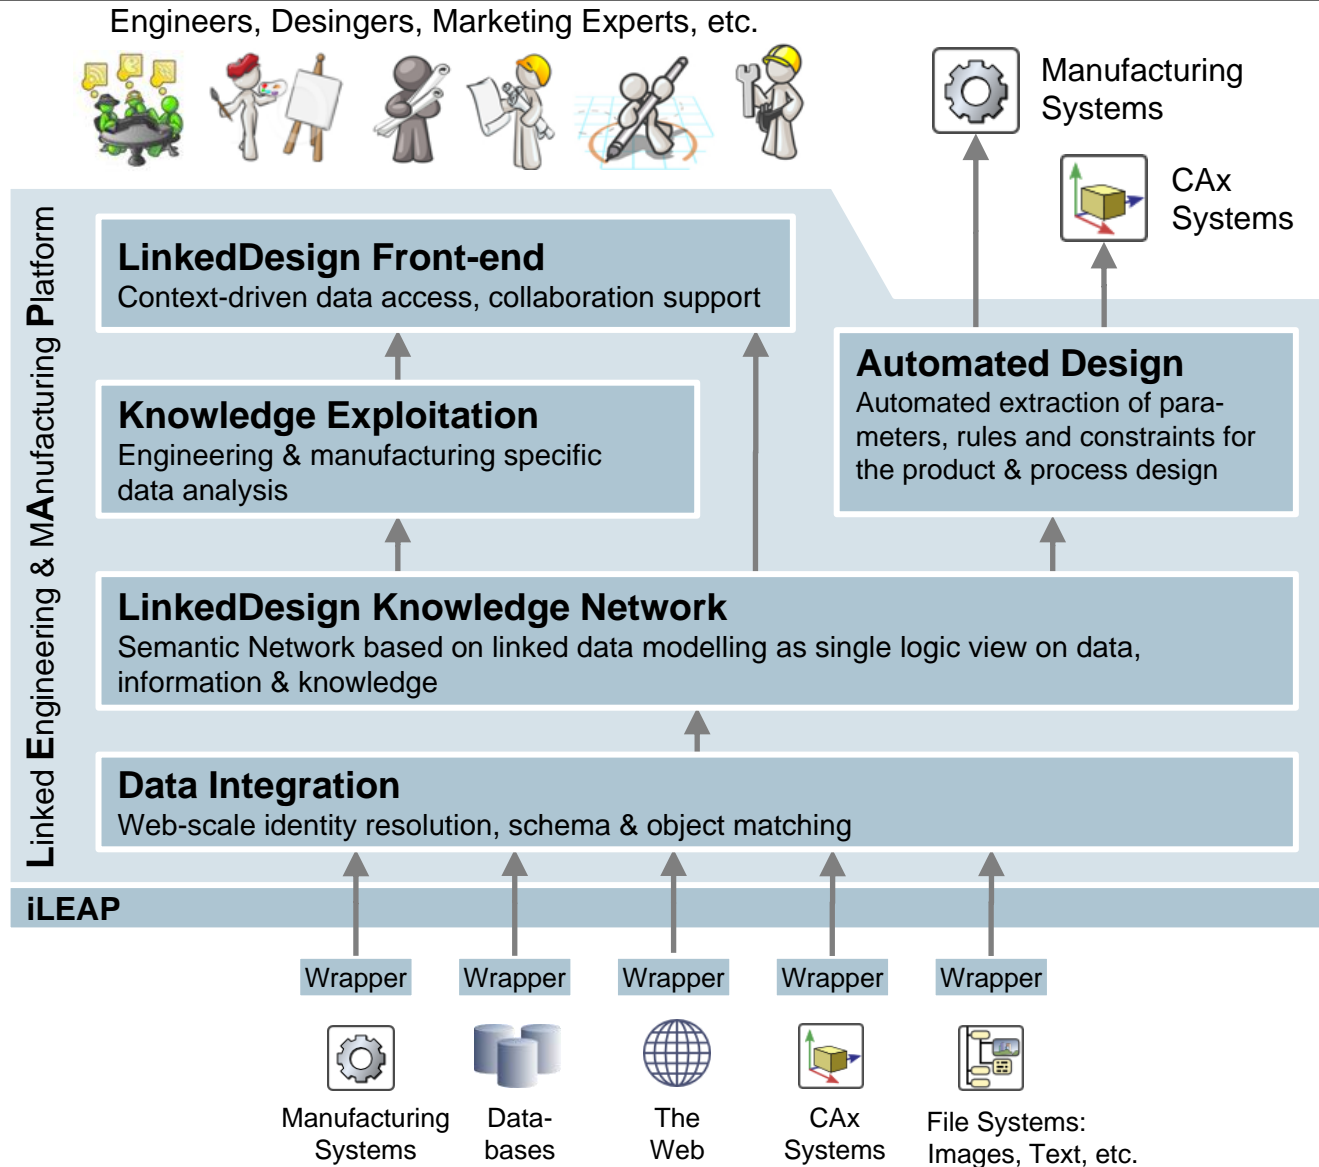 Engineers, Desingers, Marketing Experts, etc.
Manufacturing
Systems
CAx
Systems
Linked Engineering & MAnufacturing Platform
LinkedDesign Front-end
Context-driven data access, collaboration support
Knowledge Exploitation
Engineering & manufacturing specific
data analysis
Automated Design
Automated extraction of para-
meters, rules and constraints for
the product & process design
LinkedDesign Knowledge Network
Semantic Network based on linked data modelling as single logic view on data,
information & knowledge
Data Integration
Web-scale identity resolution, schema & object matching
iLEAP
Wrapper
Wrapper
Wrapper
Wrapper
Wrapper
Manufacturing
Systems
Data-
bases
The
Web
CAx
Systems
File Systems:
Images, Text, etc.